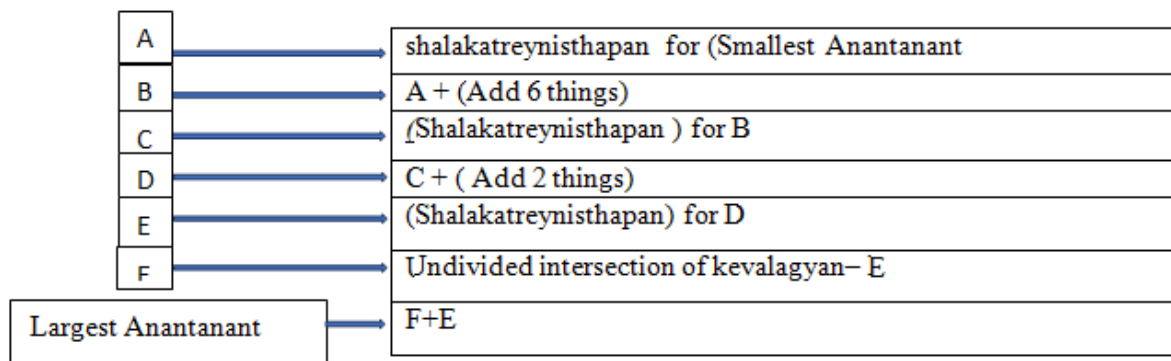 A shalakatreynisthapan for (Smallest Anantanant
B A + (Add 6 things)
C (Shalakatreynisthapan ) for B
D C + ( Add 2 things)
E (Shalakatreynisthapan) for D
F Undivided intersection of kevalagyan– E
Largest Anantanant F+E